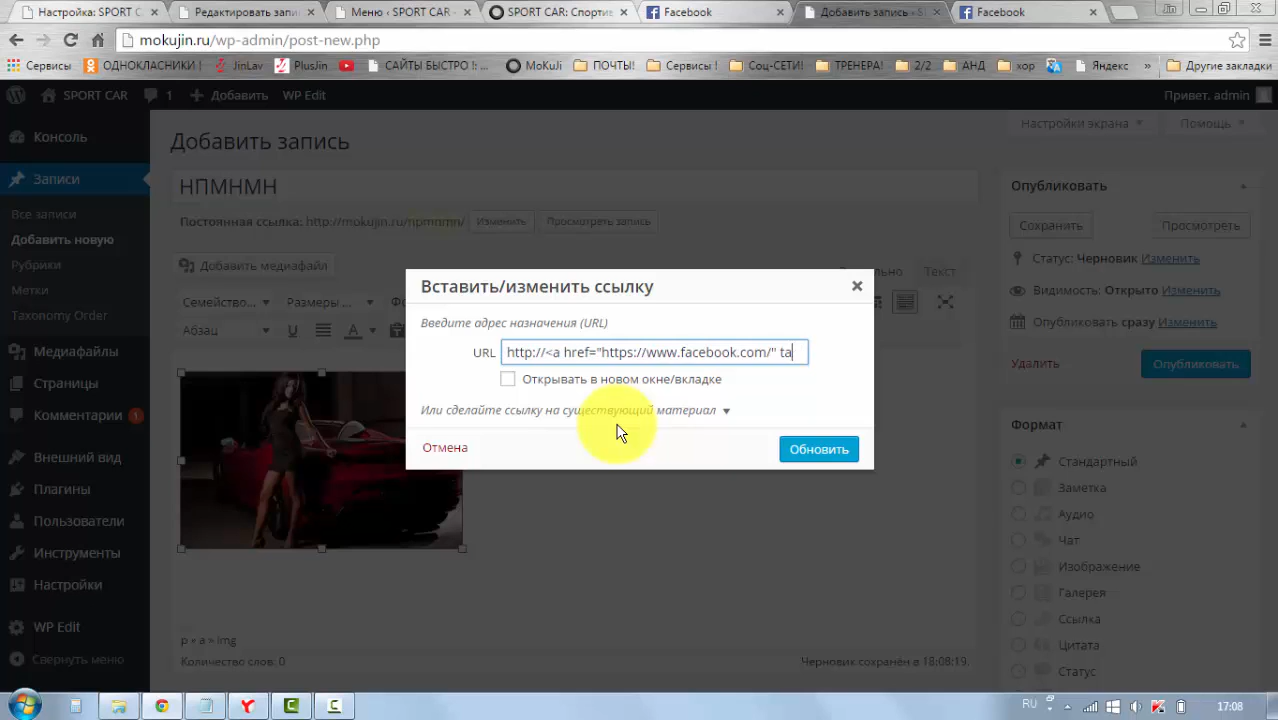 Настройка: SPORT C
Редактировать запи
Меню ‹ SPORT CAR -
SPORT CAR: Спортив
Facebook
Добавить запись ‹ S
Facebook
mokujin.ru/wp-admin/post-new.php
Сервисы
ОДНОКЛАСНИКИ !
JinLav
PlusJin
САЙТЫ БЫСТРО !: ...
MoKuJi
ПОЧТЫ!
Сервисы !
Соц-СЕТИ!
ТРЕНЕРА!
2/2
АНД
хор
Яндекс
»
Другие закладки
SPORT CAR
1
Добавить
WP Edit
Привет, admin
Консоль
Записи
Все записи
Добавить новую
Рубрики
Метки
Taxonomy Order
Медиафайлы
Страницы
Комментарии 1
Внешний вид
Плагины
Пользователи
Инструменты
Настройки
WP Edit
Свернуть меню
Настройки экрана
Помощь
Добавить запись
НПМНМН
Постоянная ссылка: http://mokujin.ru/npmnmn/ Изменить Просмотреть запись
Добавить медиафайл
Текст
Семейство...
Размеры ...
Абзац
Вставить/изменить ссылку
Введите адрес назначения (URL)
URL http://<a href="https://www.facebook.com/" ta
Открывать в новом окне/вкладке
Или сделайте ссылку на существующий материал
Отмена
Обновить
p » a » img
Количество слов: 0
Черновик сохранён в 18:08:19.
Опубликовать
Сохранить
Просмотреть
Статус: Черновик Изменить
Видимость: Открыто Изменить
Опубликовать сразу Изменить
Удалить
Опубликовать
Формат
Стандартный
Заметка
Аудио
Чат
Изображение
Галерея
Ссылка
Цитата
Статус
RU
17:08